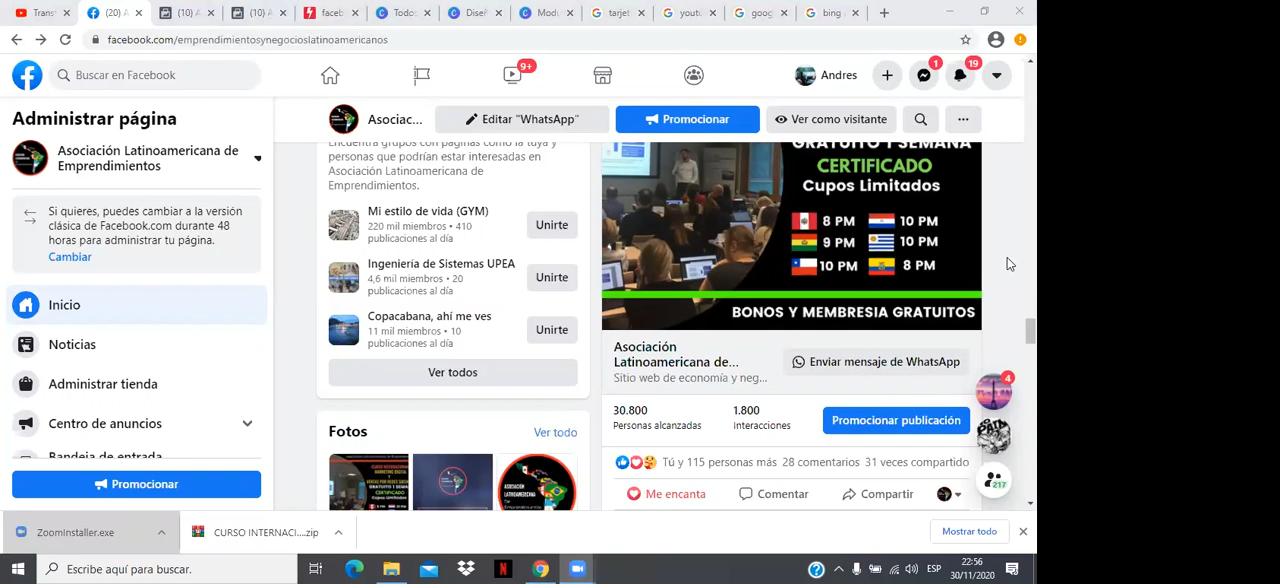 Trans
(20) A
(10) A
(10) A
faceb
Todos
Diseñ
Modu
tarjet
yout
goog
bing
facebook.com/emprendimientosynegocioslatinoamericanos
Buscar en Facebook
9+
Andres
1
19
Administrar página
Asociación Latinoamericana de
Emprendimientos
Si quieres, puedes cambiar a la versión
clásica de Facebook.com durante 48
horas para administrar tu página.
Cambiar
Inicio
Noticias
Administrar tienda
Centro de anuncios
Bandeja de entrada
Promocionar
Asociac...
Editar "WhatsApp"
Promocionar
Ver como visitante
...
Encuentra grupos con páginas como la tuya y
personas que podrían estar interesadas en
Asociación Latinoamericana de
Emprendimientos.
Mi estilo de vida (GYM)
220 mil miembros • 410
publicaciones al día
Unirte
Ingeniería de Sistemas UPEA
4,6 mil miembros • 20
publicaciones al día
Unirte
Copacabana, ahí me ves
11 mil miembros • 10
publicaciones al día
Unirte
Ver todos
Fotos
Ver todo
GRATUITO 1 SEMANA
CERTIFICADO
Cupos Limitados
8 PM 10 PM
9 PM 10 PM
10 PM 8 PM
BONOS Y MEMBRESIA GRATUITOS
Asociación
Latinoamericana de...
Sitio web de economía y neg...
Enviar mensaje de WhatsApp
30.800
Personas alcanzadas
1.800
Interacciones
Promocionar publicación
Tú y 115 personas más 28 comentarios 31 veces compartido
Me encanta
Comentar
Compartir
4
217
ZoomInstaller.exe
CURSO INTERNACI....zip
Mostrar todo
Escribe aquí para buscar.
ESP
22:56
30/11/2020